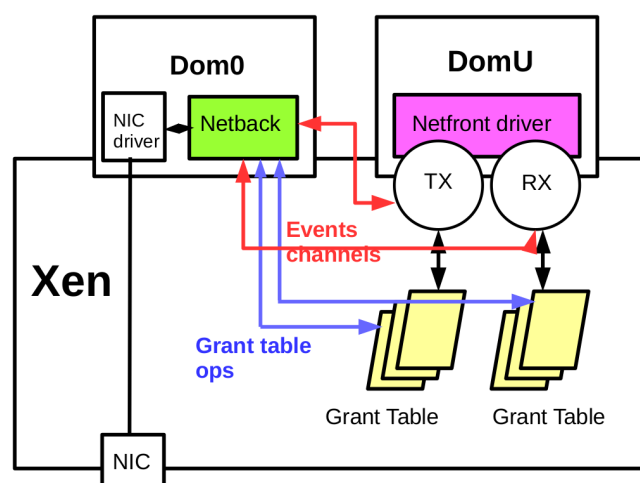 Dom0
DomU
NIC
driver
Netback
Netfront driver
TX
RX
Events
channels
Xen
Grant table
ops
Grant Table
Grant Table
NIC